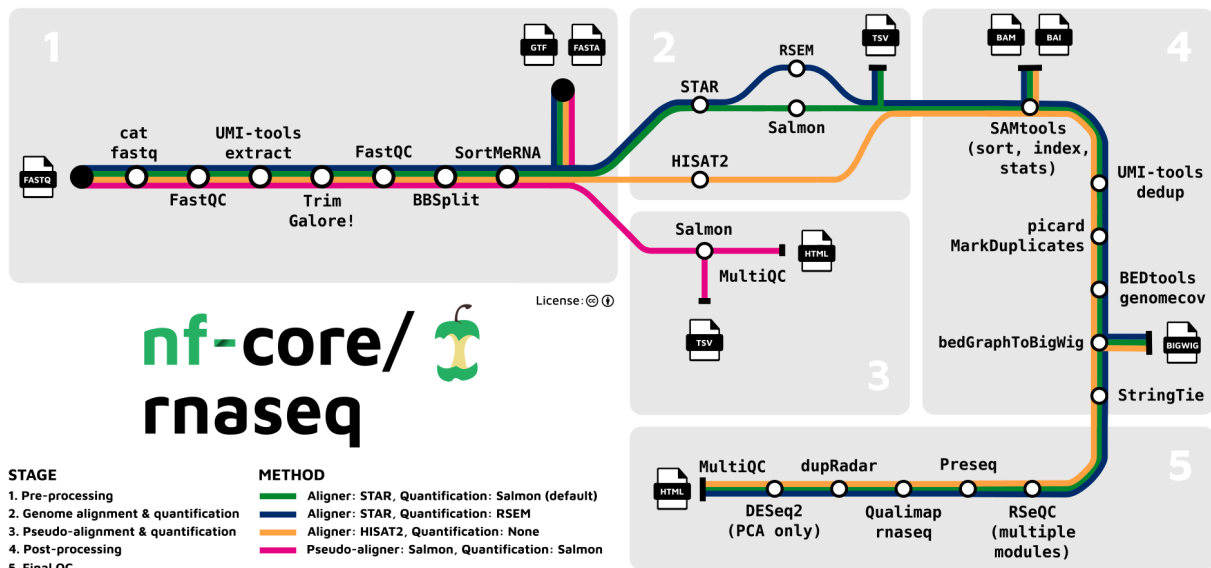 1
GTF
FASTA
cat
fastq
UMI-tools
extract
FastQC
SortMeRNA
FASTQ
FastQC
Trim
Galore!
BBSplit
2
RSEM
TSV
STAR
Salmon
HISAT2
Salmon
MultiQC
HTML
TSV
3
BAM
BAI
4
SAMtools
(sort, index,
stats)
UMI-tools
dedup
picard
MarkDuplicates
BEDtools
genomecov
bedGraphToBigWig
BIGWIG
StringTie
5
MultiQC
dupRadar
Preseq
HTML
DESeq2
(PCA only)
Qualimap
rnaseq
RSeQC
(multiple
modules)
License:
nf-core/
rnaseq
STAGE
1. Pre-processing
2. Genome alignment & quantification
3. Pseudo-alignment & quantification
4. Post-processing
5. Final QC
METHOD
Aligner: STAR, Quantification: Salmon (default)
Aligner: STAR, Quantification: RSEM
Aligner: HISAT2, Quantification: None
Pseudo-aligner: Salmon, Quantification: Salmon